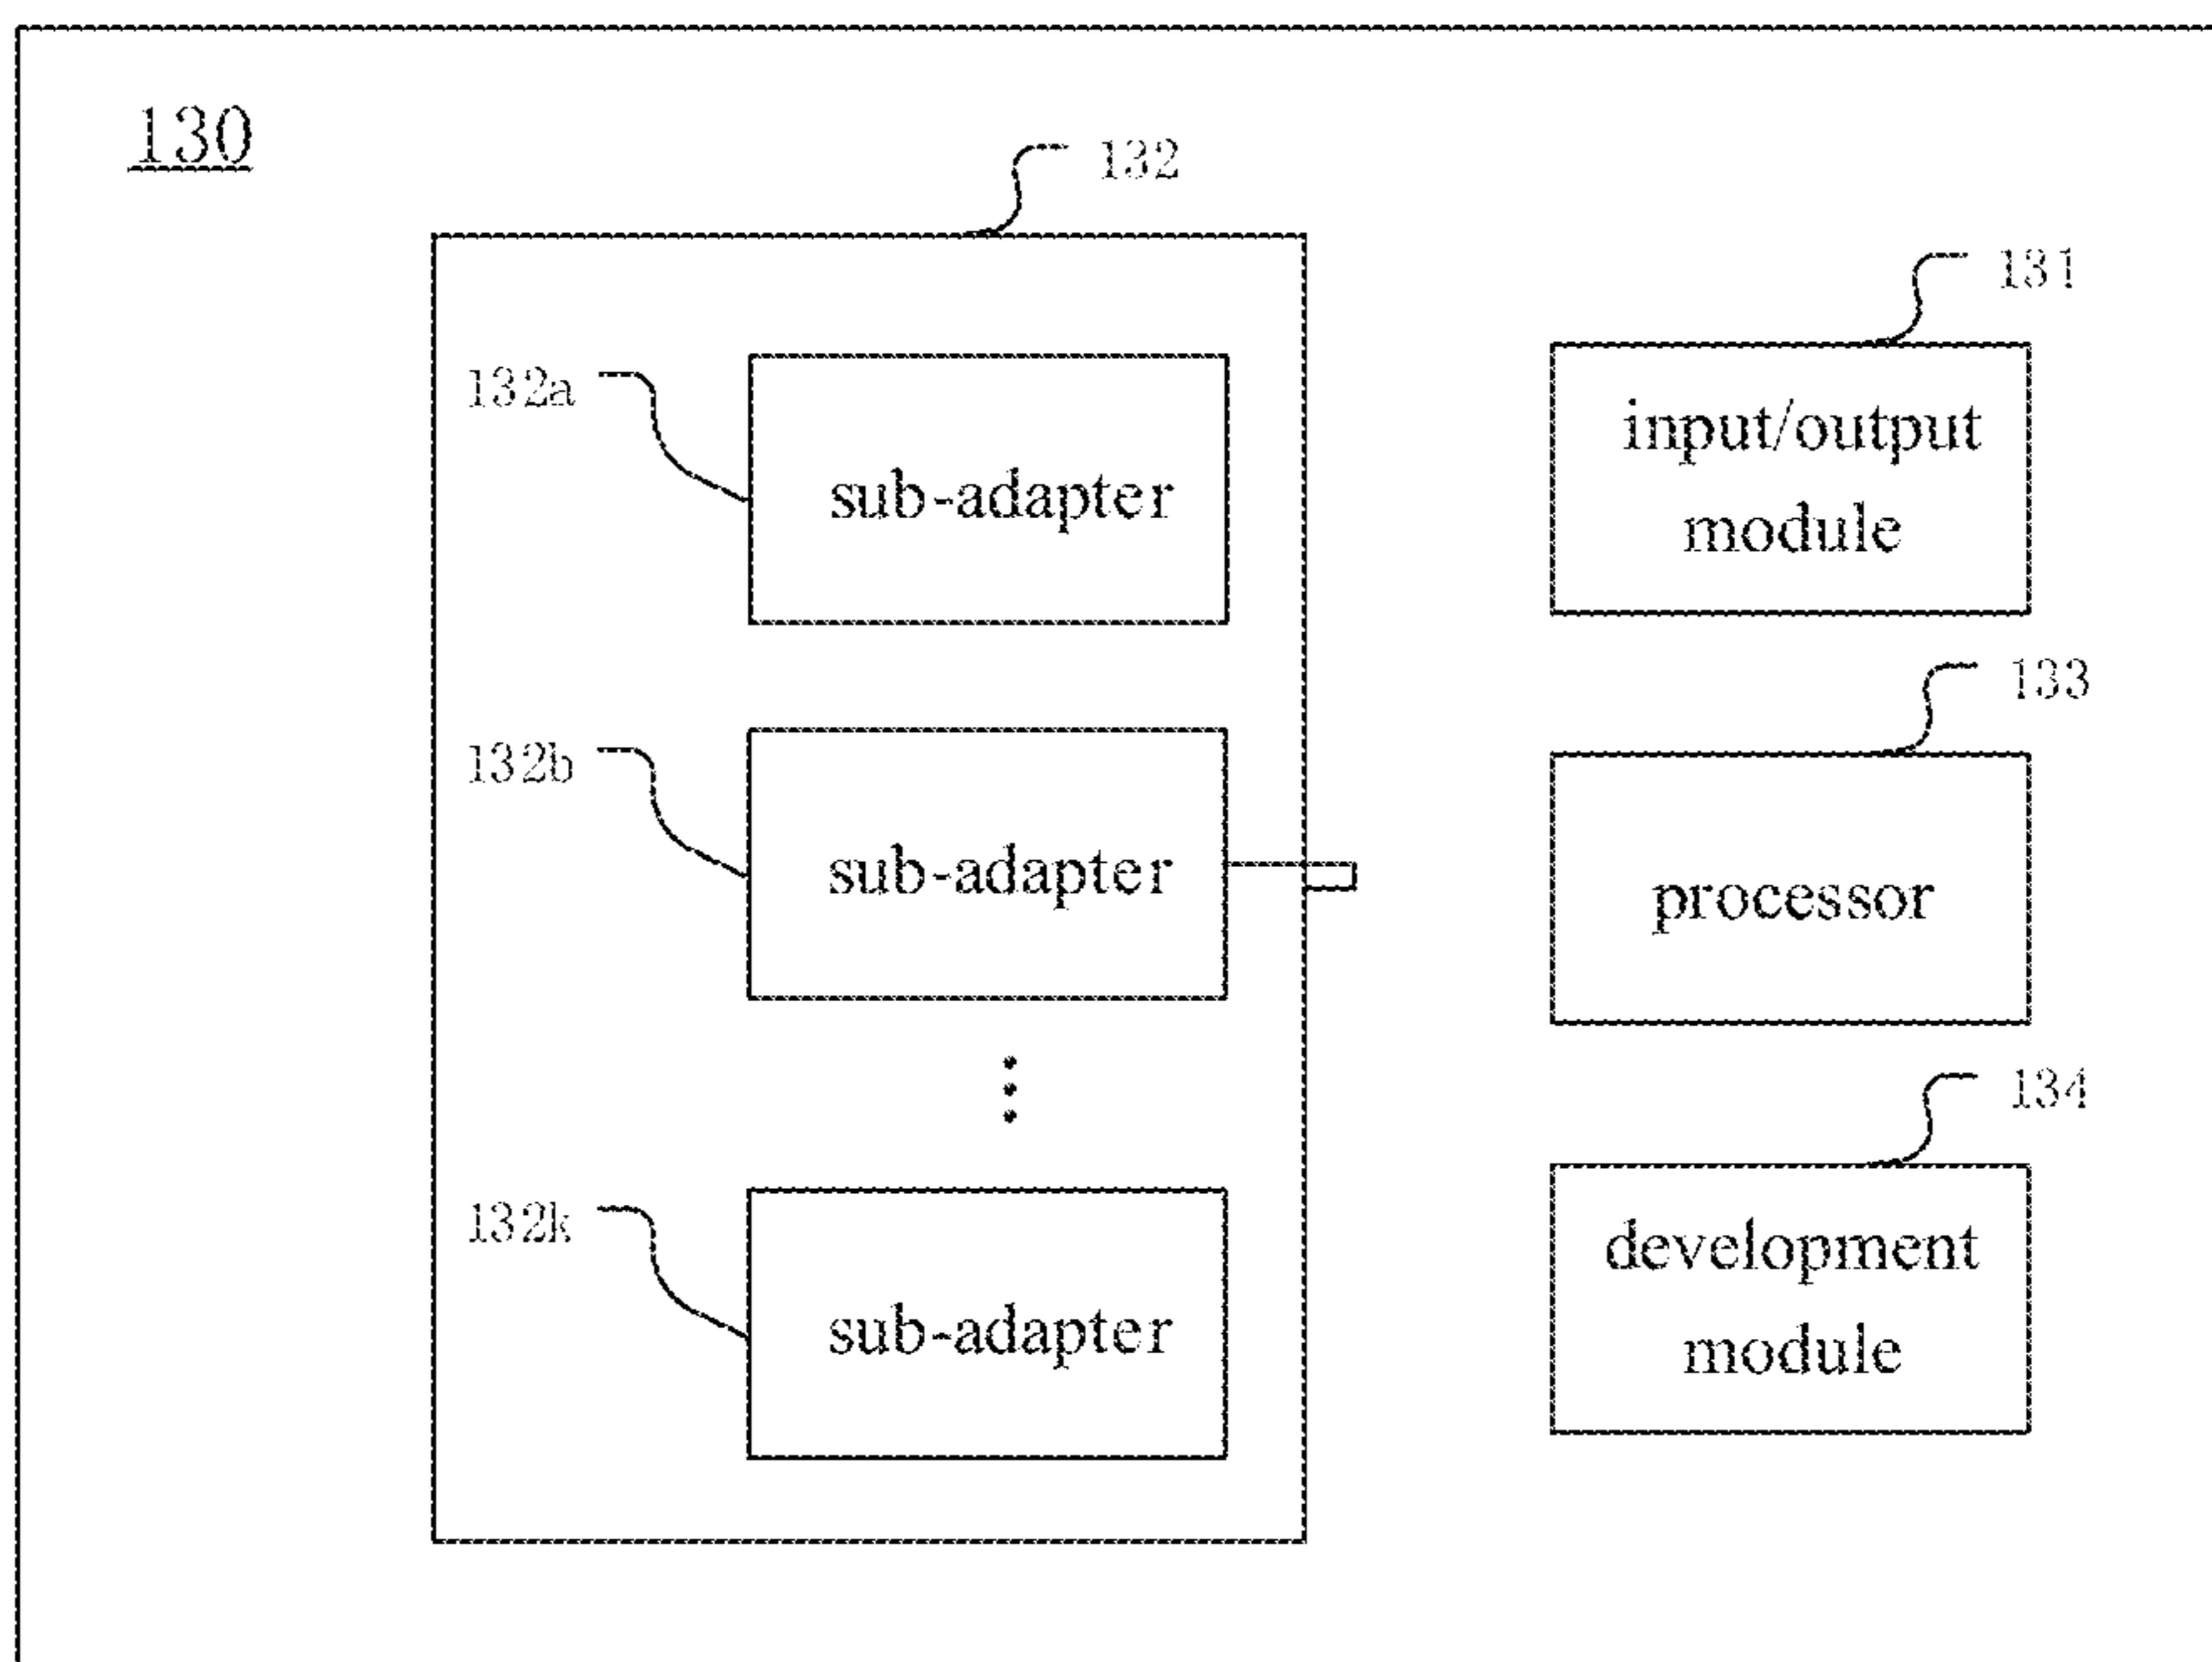 130
132
131
132a
sub-adapter
input/output
module
133
132b
sub-adapter
processor
134
132k
sub-adapter
development
module